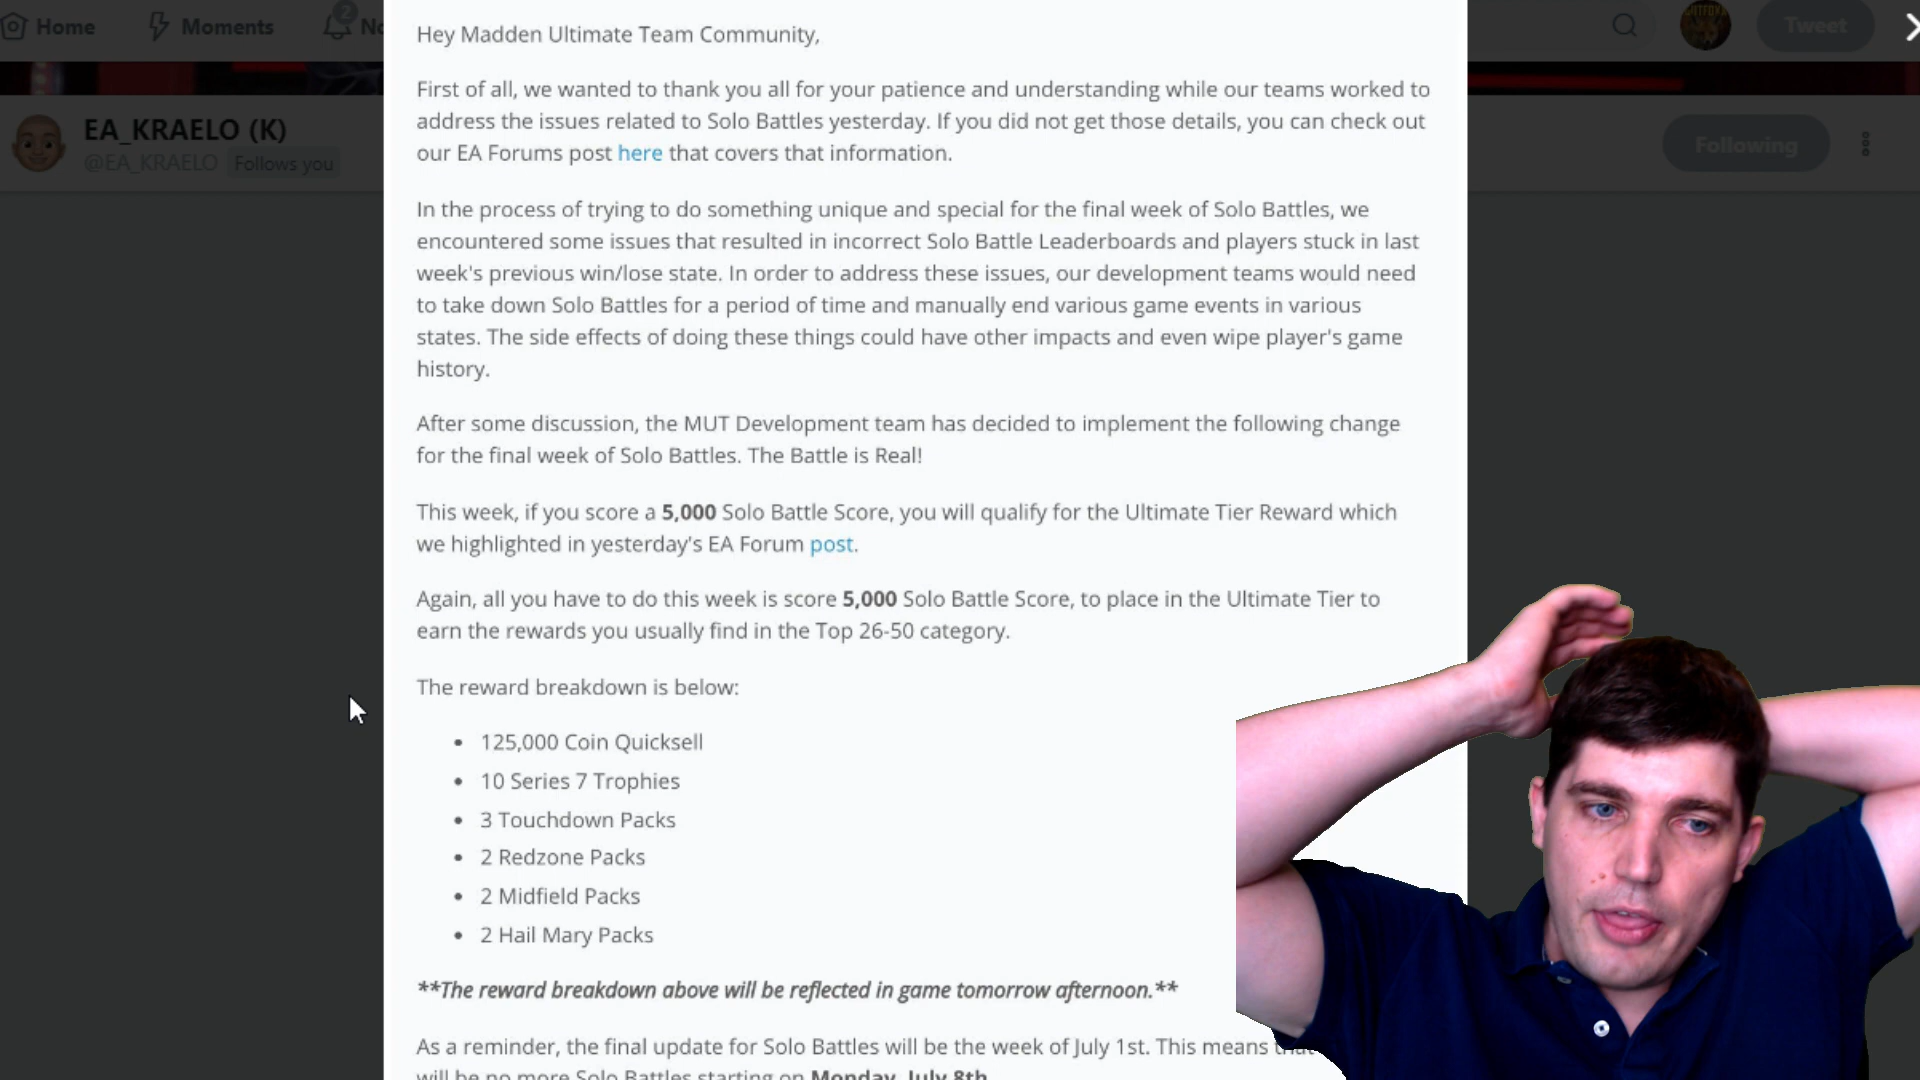 Home
Moments
2
Tweet
EA_KRAELO (K)
@EA_KRAELO Follows you
Following
Hey Madden Ultimate Team Community,
First of all, we wanted to thank you all for your patience and understanding while our teams worked to
address the issues related to Solo Battles yesterday. If you did not get those details, you can check out
our EA Forums post here that covers that information.
In the process of trying to do something unique and special for the final week of Solo Battles, we
encountered some issues that resulted in incorrect Solo Battle Leaderboards and players stuck in last
week's previous win/lose state. In order to address these issues, our development teams would need
to take down Solo Battles for a period of time and manually end various game events in various
states. The side effects of doing these things could have other impacts and even wipe player's game
history.
After some discussion, the MUT Development team has decided to implement the following change
for the final week of Solo Battles. The Battle is Real!
This week, if you score a 5,000 Solo Battle Score, you will qualify for the Ultimate Tier Reward which
we highlighted in yesterday's EA Forum post.
Again, all you have to do this week is score 5,000 Solo Battle Score, to place in the Ultimate Tier to
earn the rewards you usually find in the Top 26-50 category.
The reward breakdown is below:
• 125,000 Coin Quicksell
• 10 Series 7 Trophies
• 3 Touchdown Packs
• 2 Redzone Packs
• 2 Midfield Packs
• 2 Hail Mary Packs
**The reward breakdown above will be reflected in game tomorrow afternoon.**
As a reminder, the final update for Solo Battles will be the week of July 1st. This means
will be no more Solo Battles starting on Monday, July 8th